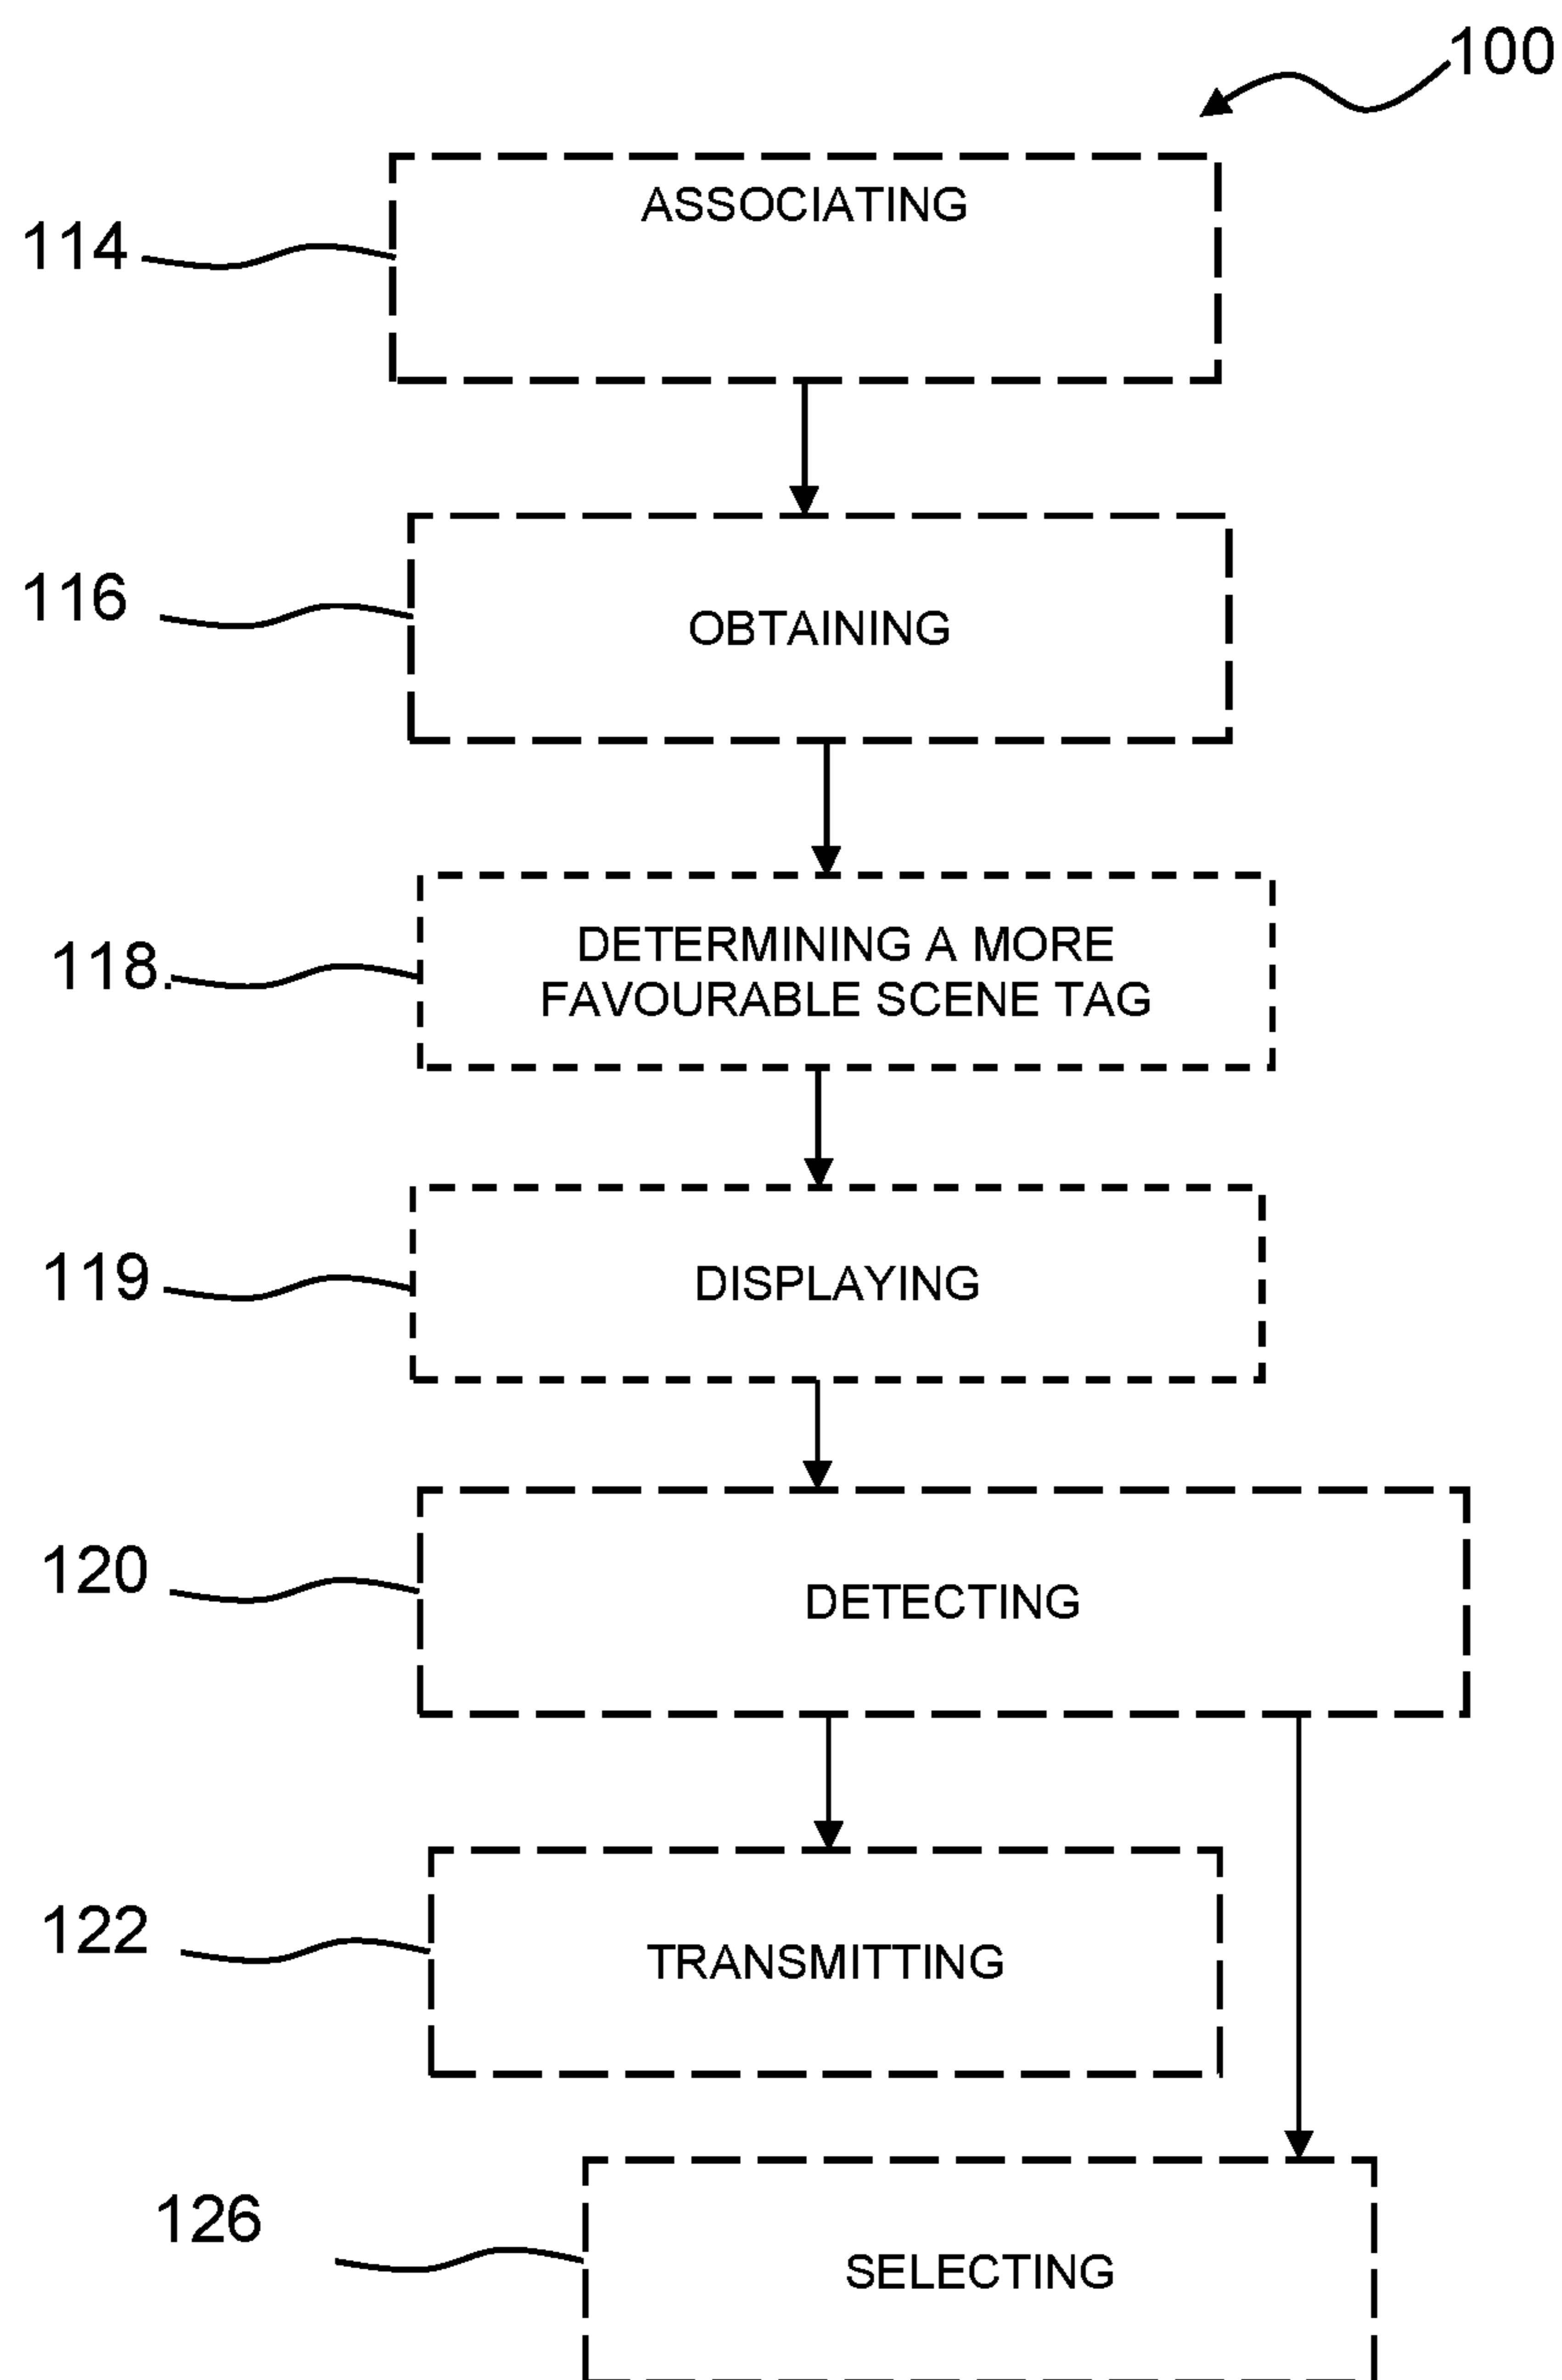 100
114
ASSOCIATING
116
OBTAINING
118.
DETERMINING A MORE
FAVOURABLE SCENE TAG
119
DISPLAYING
120
DETECTING
122
TRANSMITTING
126
SELECTING